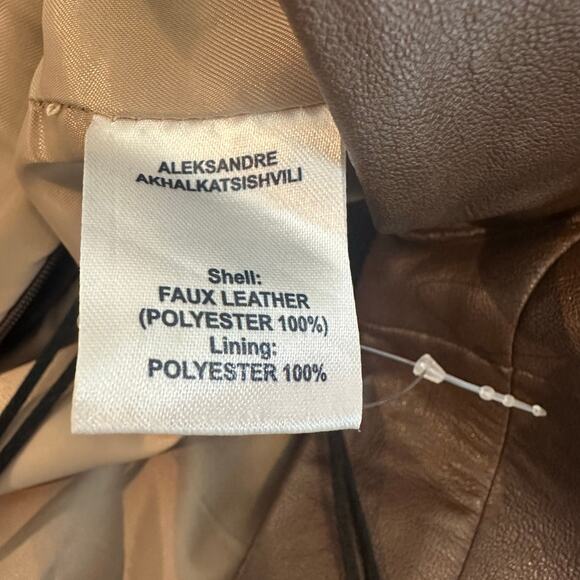 ALEKSANDRE
AKHALKATSISHVILI
Shell:
FAUX LEATHER
(POLYESTER 100%)
Lining:
POLYESTER 100%